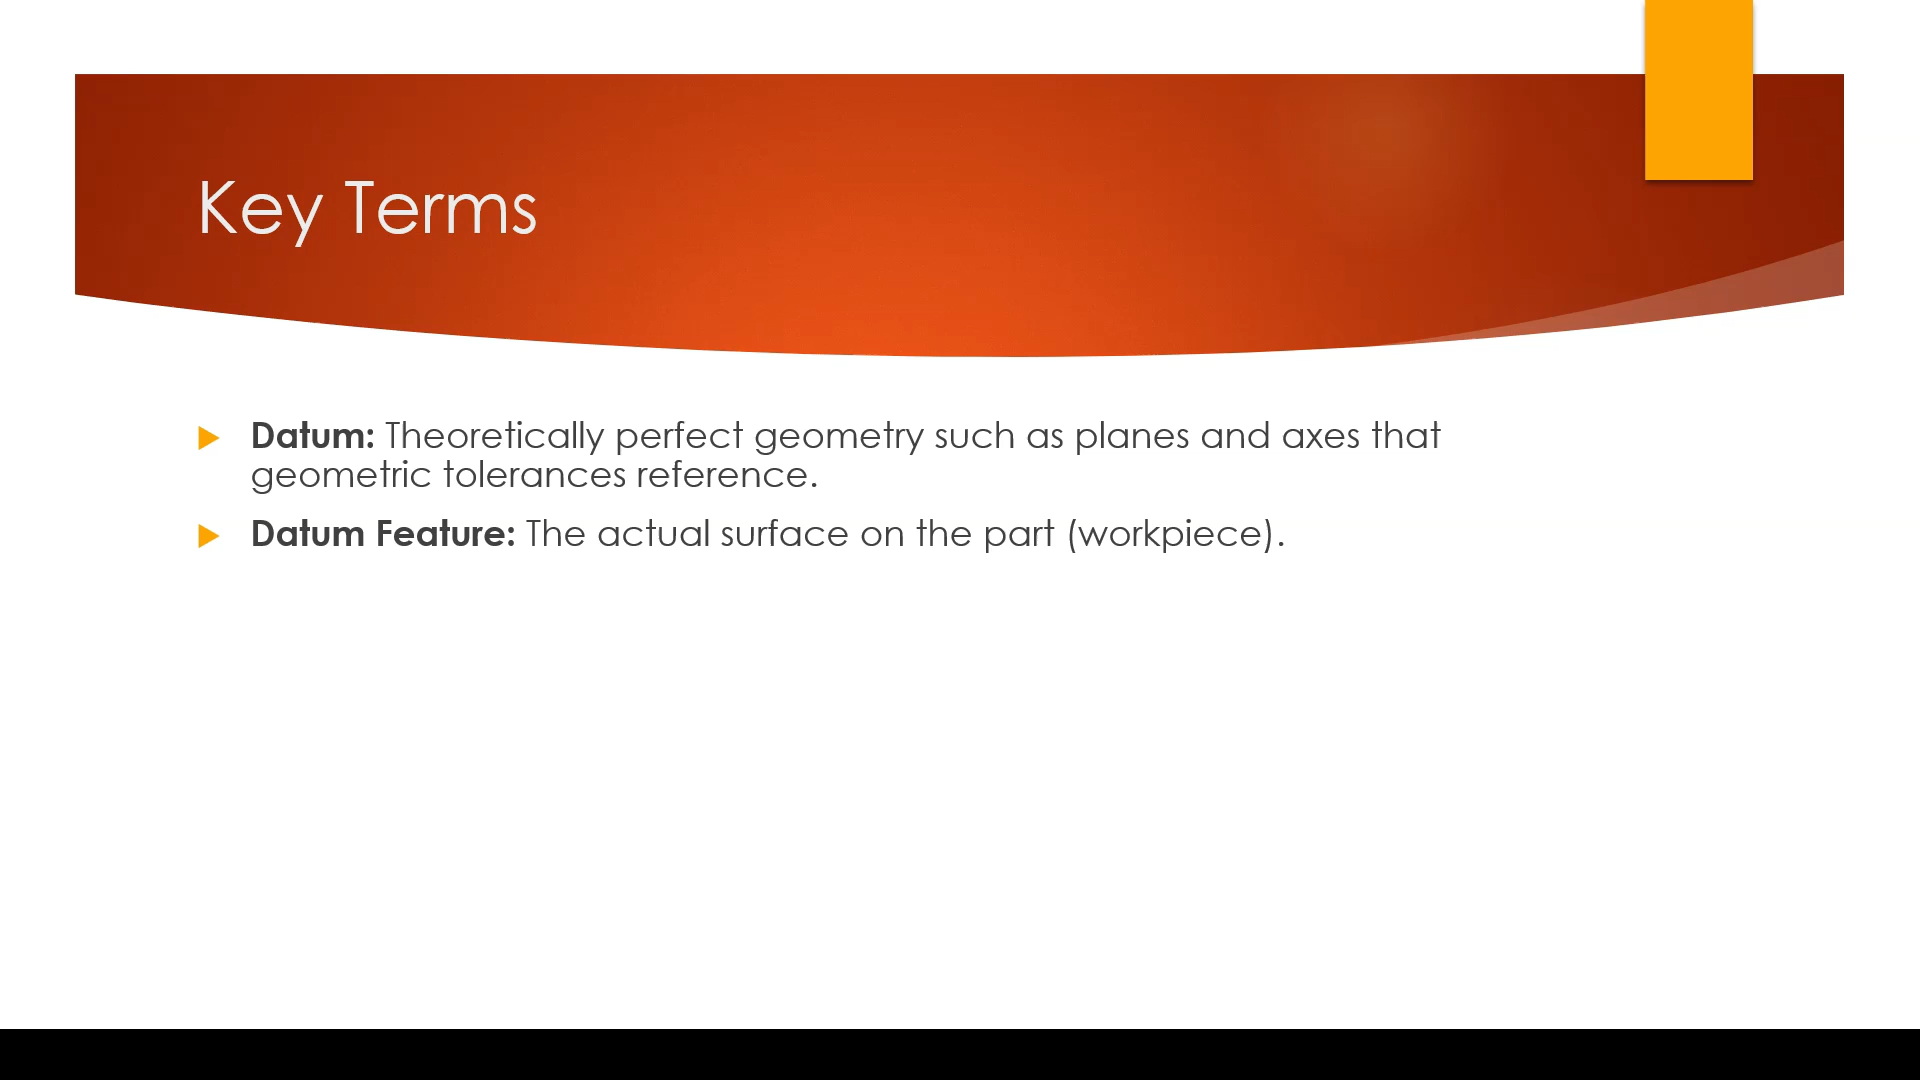 Key Terms
Datum: Theoretically perfect geometry such as planes and axes that
geometric tolerances reference.
Datum Feature: The actual surface on the part (workpiece).